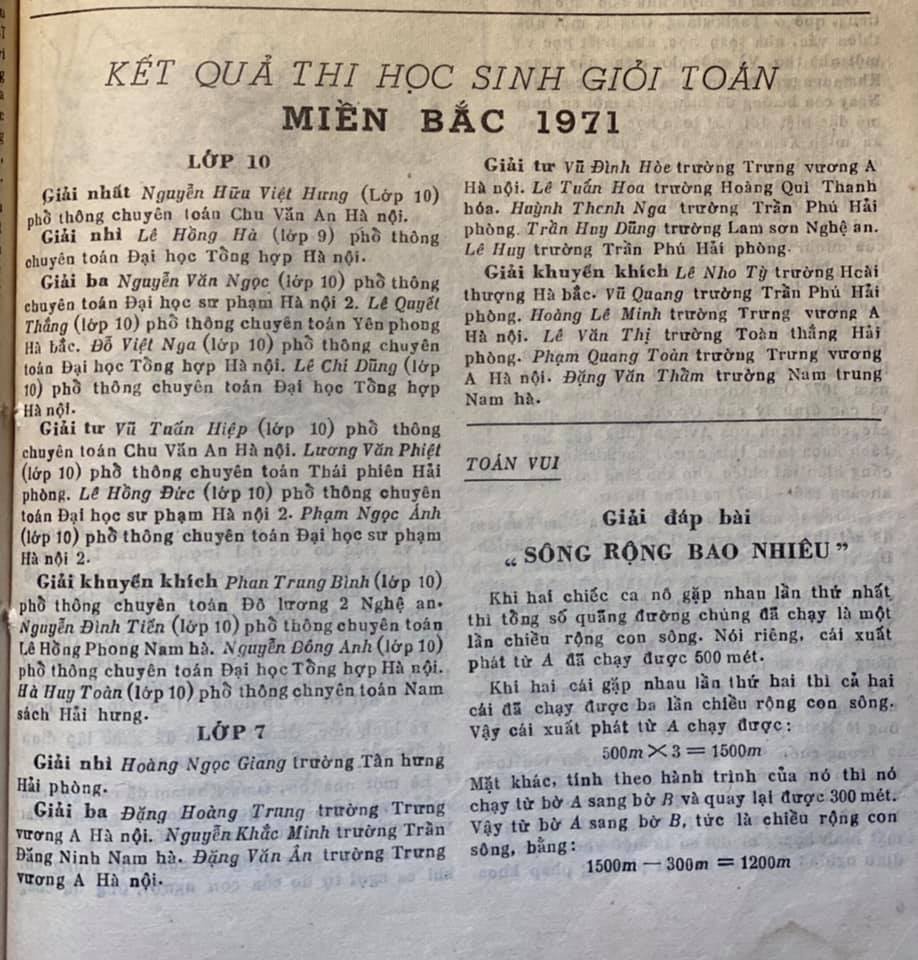 KẾT QUẢ THI HỌC SINH GIỎI TOÁN
MIỀN BẮC 1971
LỚP 10
Giải nhất Nguyễn Hữu Việt Hưng (Lớp 10)
phổ thông chuyên toán Chu Văn An Hà nội.
Giải nhì Lê Hồng Hà (lớp 9) phổ thông
chuyên toán Đại học Tổng hợp Hà nội.
Giải ba Nguyễn Văn Ngọc (lớp 10) phổ thông
chuyên toán Đại học sư phạm Hà nội 2. Lê Quyết
Thắng (lớp 10) phổ thông chuyên toán Yên phong
Hà bắc. Đỗ Việt Nga (lớp 10) phổ thông chuyên
toán Đại học Tổng hợp Hà nội. Lê Chí Dũng (lớp
10) phổ thông chuyên toán Đại học Tổng hợp
Hà nội.
Giải tư Vũ Tuấn Hiệp (lớp 10) phổ thông
chuyên toán Chu Văn An Hà nội. Lương Văn Phiệt
(lớp 10) phổ thông chuyên toán Thái phiên Hải
phòng. Lê Hồng Đức (lớp 10) phổ thông chuyên
toán Đại học sư phạm Hà nội 2. Phạm Ngọc Ánh
(lớp 10) phổ thông chuyên toán Đại học sư phạm
Hà nội 2.
Giải khuyến khích Phan Trung Bình (lớp 10)
phổ thông chuyên toán Đô lương 2 Nghệ an.
Nguyễn Đình Tiến (lớp 10) phổ thông chuyên toán
Lê Hồng Phong Nam hà. Nguyễn Đông Anh (lớp 10)
phổ thông chuyên toán Đại học Tổng hợp Hà nội.
Hà Huy Toàn (lớp 10) phổ thông chnyên toán Nam
sách Hải hưng.
LỚP 7
Giải nhì Hoàng Ngọc Giang trường Tân hưng
Hải phòng.
Giải ba Đặng Hoàng Trung trường Trưng
vương A Hà nội. Nguyễn Khắc Minh trường Trần
Đăng Ninh Nam hà. Đặng Văn Ân trường Trưng
vương A Hà nội.
Giải tư Vũ Đình Hòe trường Trưng vương A
Hà nội. Lê Tuấn Hoa trường Hoàng Quì Thanh
hóa. Huỳnh Thcnh Nga trường Trần Phú Hải
phòng. Trần Huy Dũng trường Lam sơn Nghệ an.
Lê Huy trường Trần Phú Hải phòng.
Giải khuyến khích Lê Nho Tỳ trường Hcài
thượng Hà bắc. Vũ Quang trường Trần Phú Hải
phòng. Hoàng Lê Minh trường Trưng vương A
Hà nội. Lê Văn Thị trường Toàn thắng Hải
phòng. Phạm Quang Toàn trường Trưng vương
A Hà nội. Đặng Văn Thầm trường Nam trung
Nam hà.
TOÁN VUI
Giải đáp bài
„ SÔNG RỘNG BAO NHIÊU ”
Khi hai chiếc ca nô gặp nhau lần thứ nhất
thì tổng số quãng đường chúng đã chạy là một
lần chiều rộng con sông. Nói riêng, cái xuất
phát từ A đã chạy được 500 mét.
Khi hai cái gặp nhau lần thứ hai thì cả hai
cái đã chạy được ba lần chiều rộng con sông.
Vậy cái xuất phát từ A chạy được:
500m × 3 = 1500m
Mặt khác, tính theo hành trình của nó thì nó
chạy từ bờ A sang bờ B và quay lại được 300 mét.
Vậy từ bờ A sang bờ B, tức là chiều rộng con
sông, bằng:
1500m — 300m = 1200m